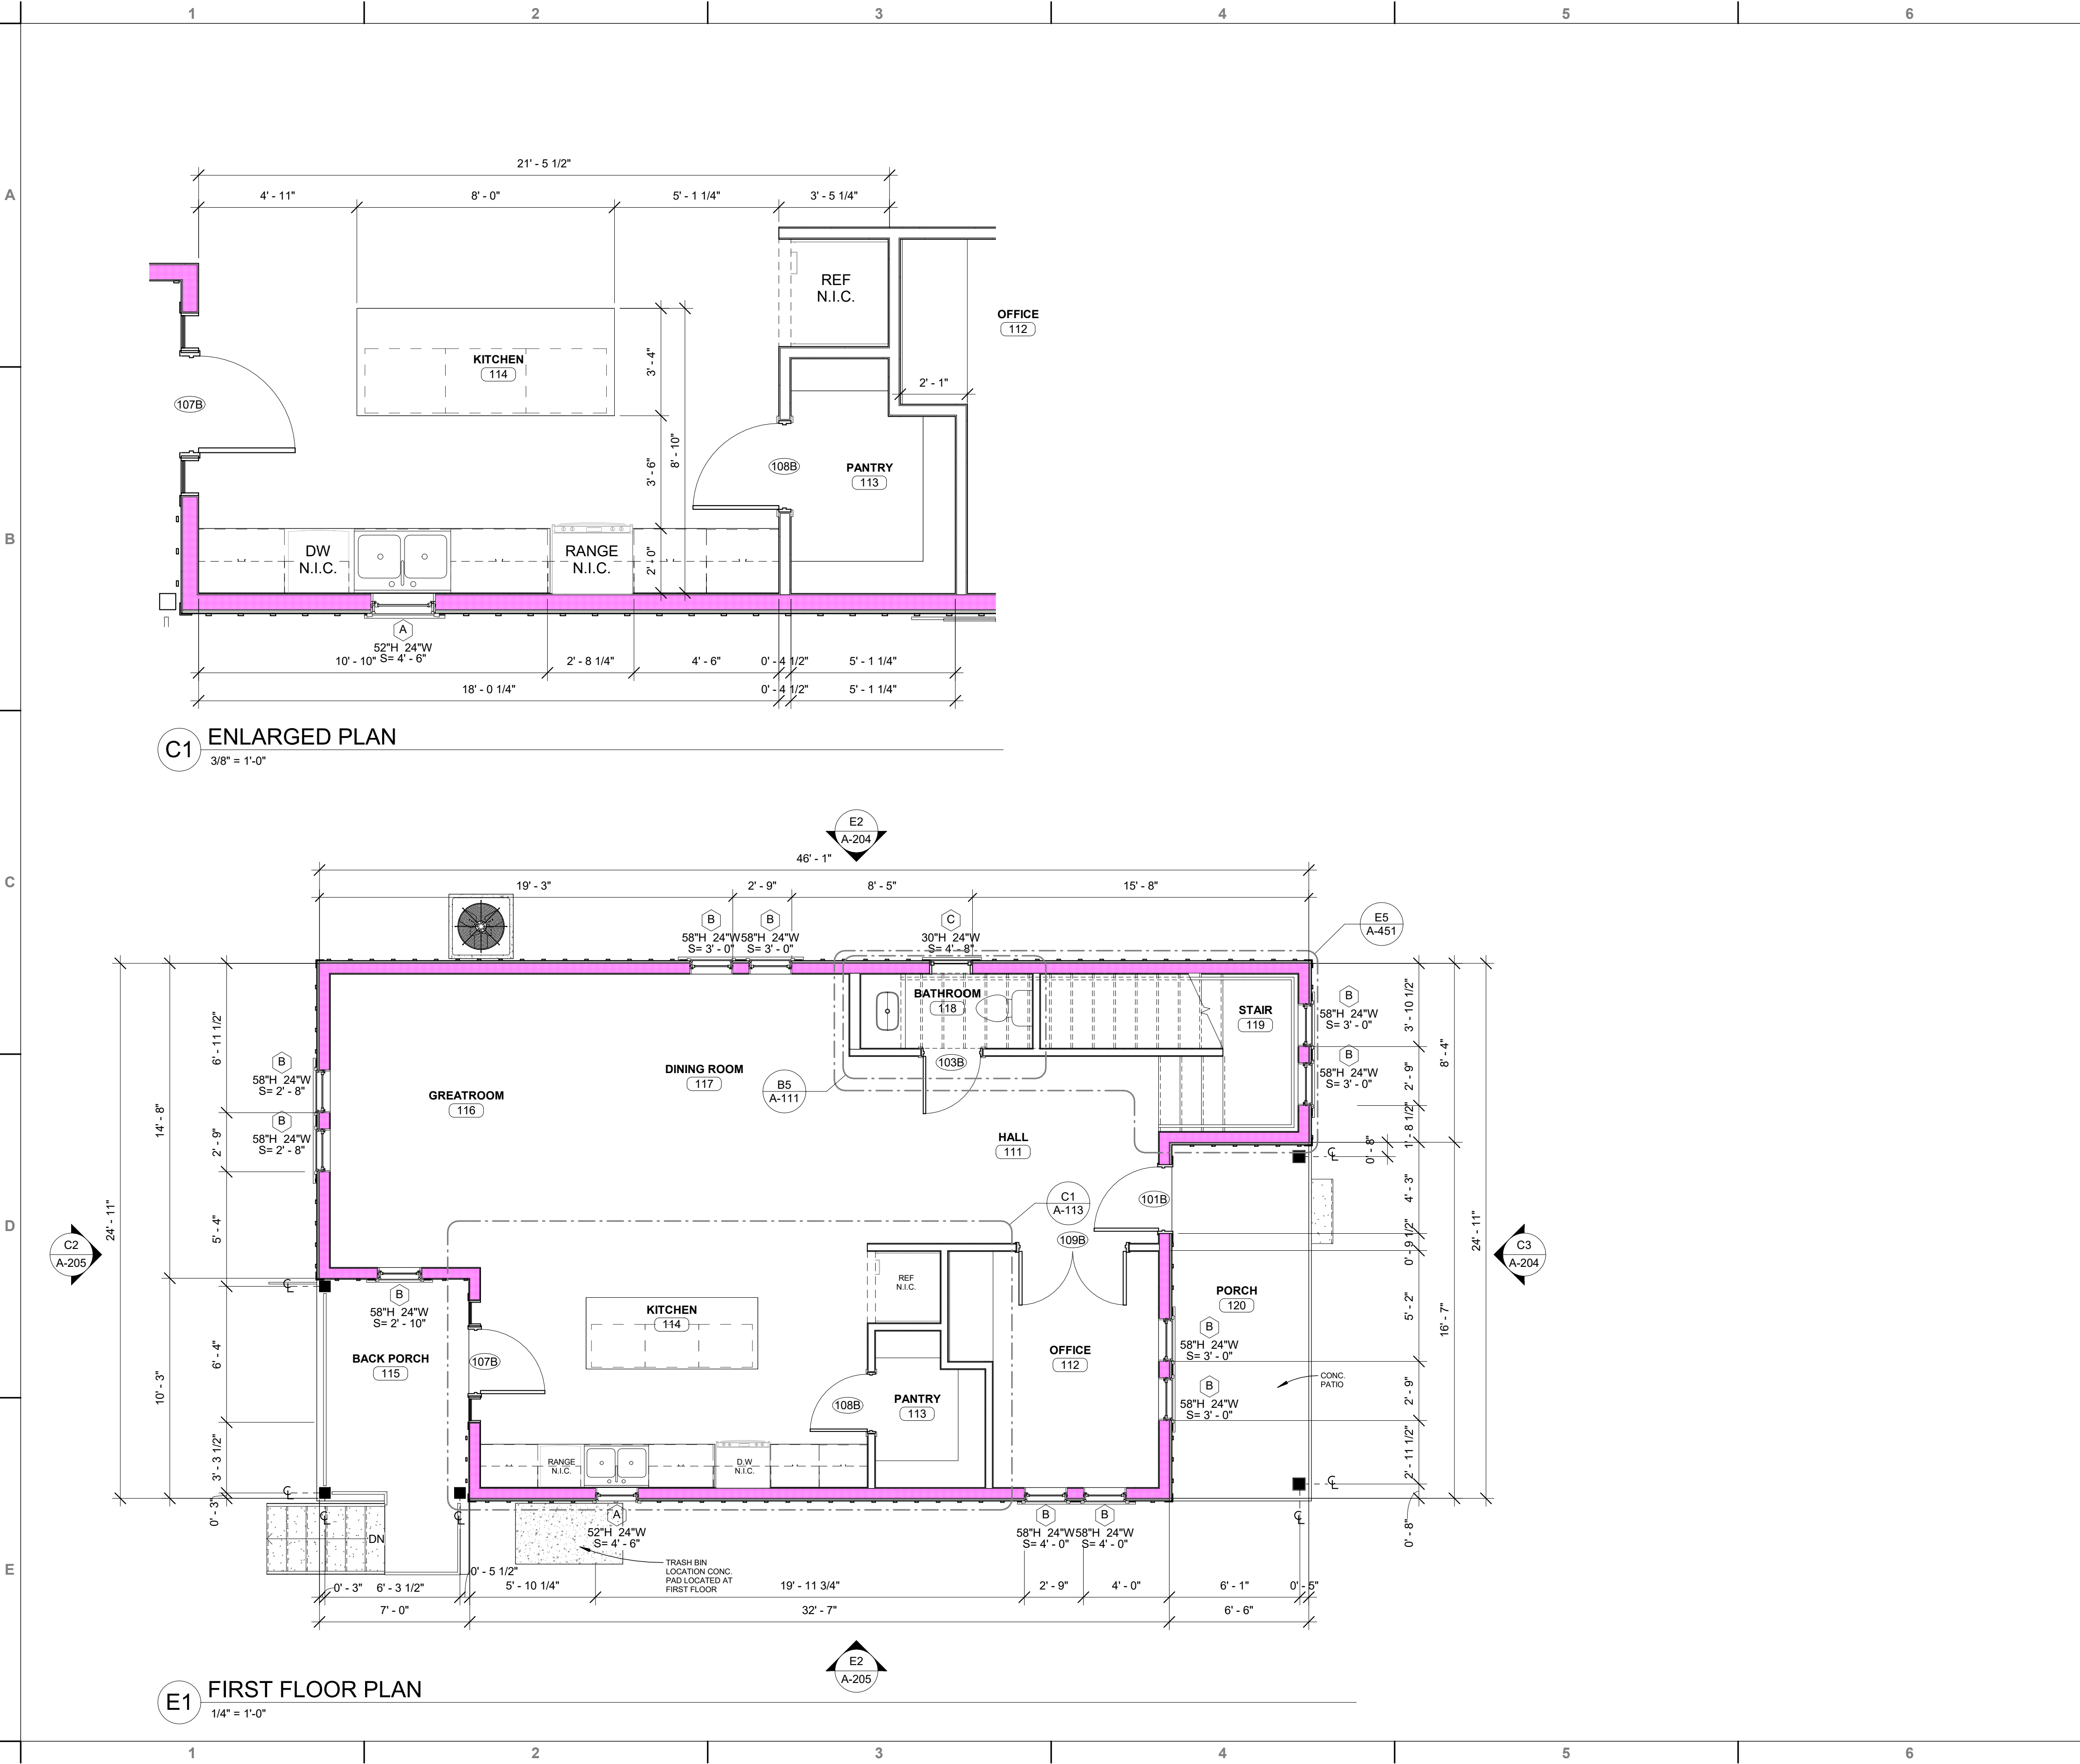 1 2 3 4 5 6
A
B
C
D
E
21' - 5 1/2"
4' - 11" 8' - 0" 5' - 1 1/4" 3' - 5 1/4"
REF
N.I.C.
OFFICE
112
KITCHEN
114
3' - 4"
2' - 1"
107B
3' - 6"
8' - 10"
108B
PANTRY
113
DW
N.I.C.
RANGE
N.I.C.
2' - 0"
A
52"H 24"W
S= 4' - 6"
10' - 10" 2' - 8 1/4" 4' - 6" 0' - 4 1/2" 5' - 1 1/4"
18' - 0 1/4" 0' - 4 1/2" 5' - 1 1/4"
C1 ENLARGED PLAN
3/8" = 1'-0"
E2
A-204
46' - 1"
19' - 3" 2' - 9" 8' - 5" 15' - 8"
B
58"H 24"W
S= 3' - 0"
B
58"H 24"W
S= 3' - 0"
C
30"H 24"W
S= 4' - 8"
E5
A-451
BATHROOM
118
STAIR
119
B
58"H 24"W
S= 3' - 0"
B
58"H 24"W
S= 3' - 0"
3' - 10 1/2"
2' - 9"
1' - 8 1/2"
0' - 8"
8' - 4"
103B
B5
A-111
DINING ROOM
117
GREATROOM
116
6' - 11 1/2"
2' - 9"
5' - 4"
14' - 8"
24' - 11"
B
58"H 24"W
S= 2' - 8"
B
58"H 24"W
S= 2' - 8"
HALL
111
101B
C1
A-113
109B
4' - 3"
0' - 9 1/2"
5' - 2"
2' - 9"
2' - 11 1/2"
0' - 8"
16' - 7"
24' - 11"
C2
A-205
C3
A-204
CL
CL
B
58"H 24"W
S= 2' - 10"
BACK PORCH
115
107B
KITCHEN
114
REF
N.I.C.
108B
PANTRY
113
OFFICE
112
PORCH
120
B
58"H 24"W
S= 3' - 0"
B
58"H 24"W
S= 3' - 0"
CONC.
PATIO
6' - 4"
3' - 3 1/2"
0' - 3"
10' - 3"
RANGE
N.I.C.
D.W
N.I.C.
CL
CL
CL
CL
CL
DN
A
52"H 24"W
S= 4' - 6"
TRASH BIN
LOCATION CONC.
PAD LOCATED AT
FIRST FLOOR
B
58"H 24"W
S= 4' - 0"
B
58"H 24"W
S= 4' - 0"
0' - 3" 6' - 3 1/2" 0' - 5 1/2" 5' - 10 1/4" 19' - 11 3/4" 2' - 9" 4' - 0" 6' - 1" 0' - 5"
7' - 0" 32' - 7" 6' - 6"
E2
A-205
E1 FIRST FLOOR PLAN
1/4" = 1'-0"
1 2 3 4 5 6